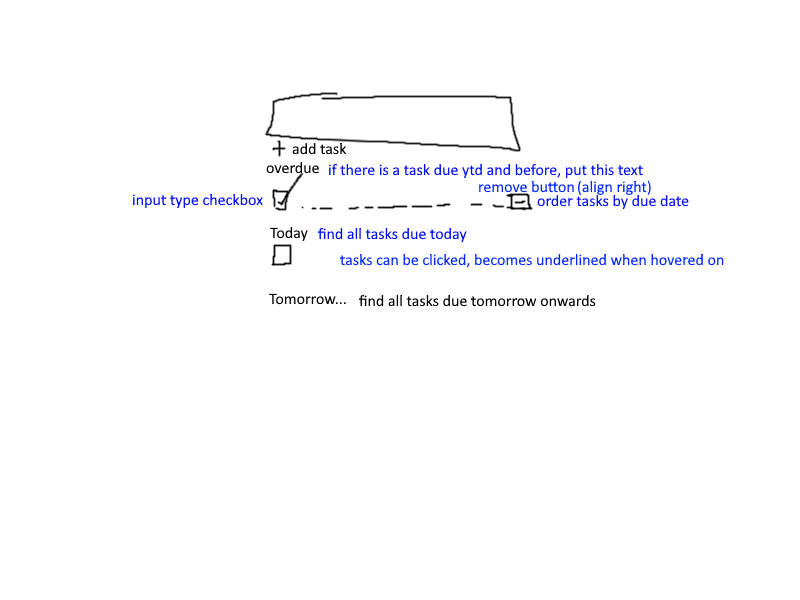 + add task
overdue if there is a task due ytd and before, put this text
remove button (align right)
input type checkbox
order tasks by due date
Today find all tasks due today
tasks can be clicked, becomes underlined when hovered on
Tomorrow... find all tasks due tomorrow onwards